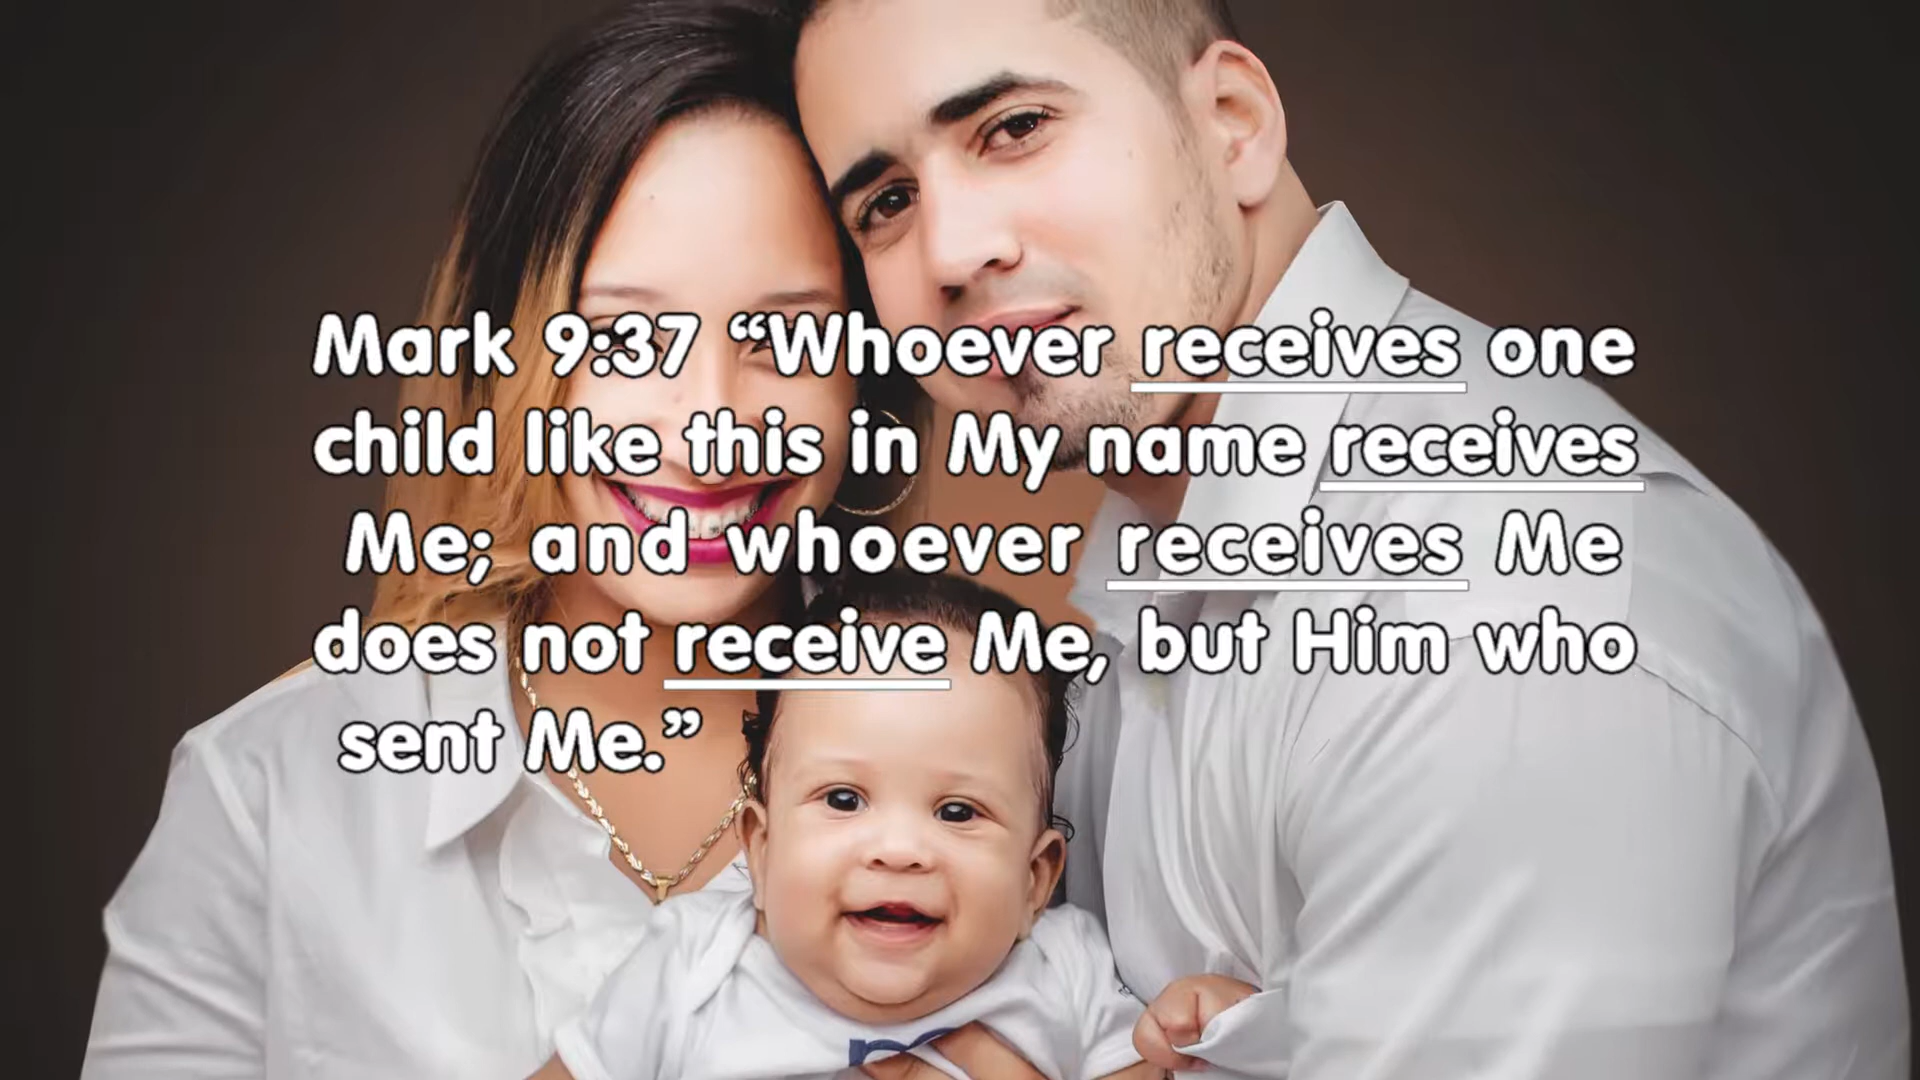 Mark 9:37 “Whoever receives one
child like this in My name receives
Me; and whoever receives Me
does not receive Me, but Him who
sent Me.”